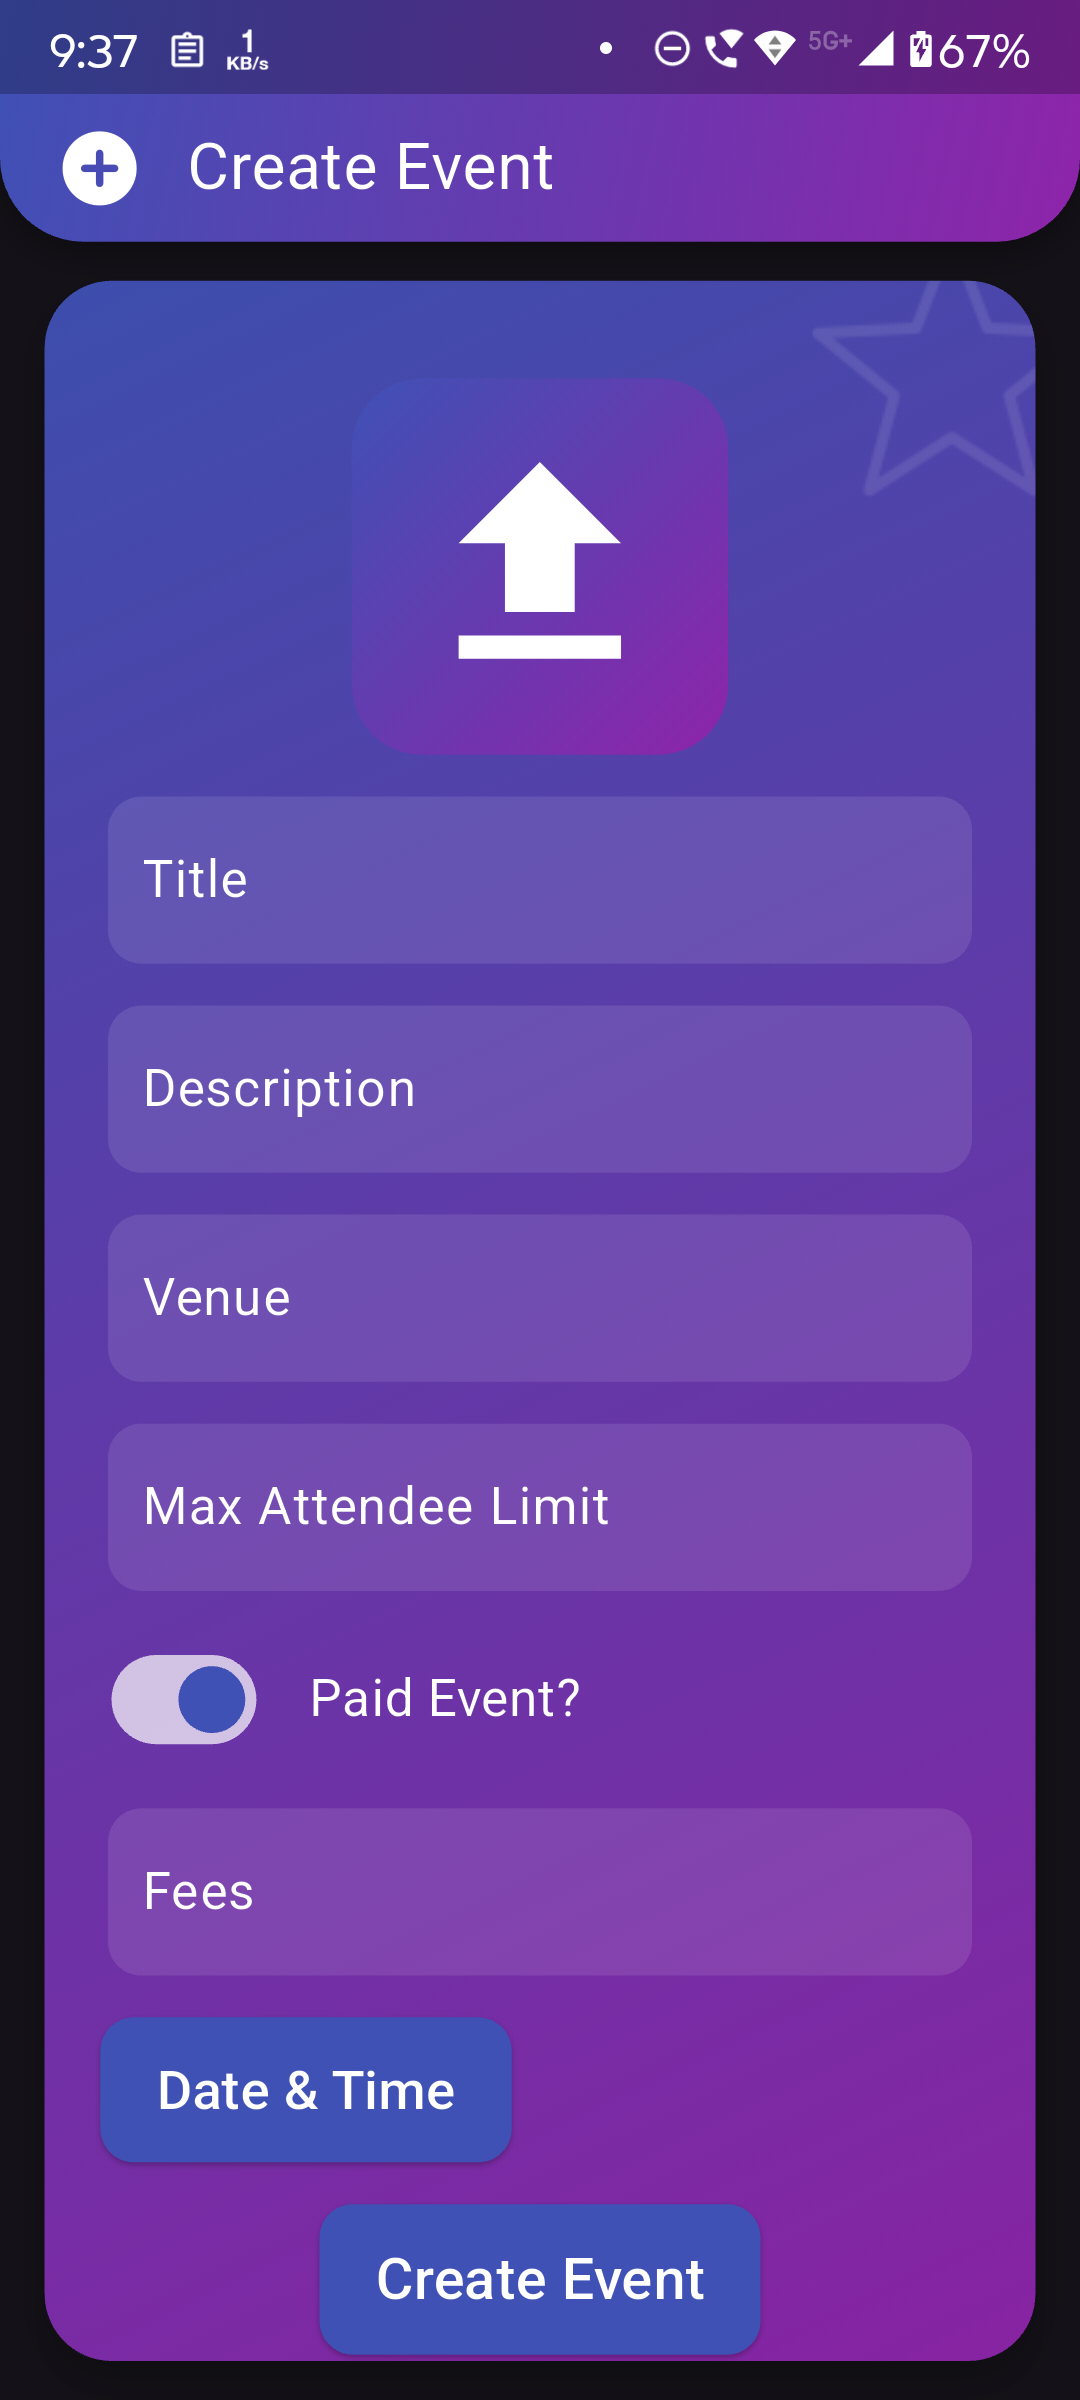 9:37 1 KB/s 5G+ 67%
Create Event
Title
Description
Venue
Max Attendee Limit
Paid Event?
Fees
Date & Time
Create Event